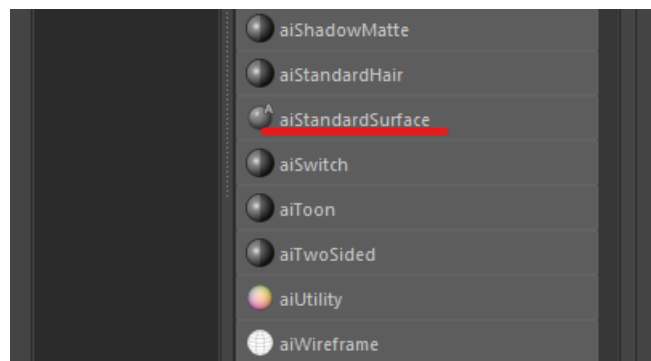 aiShadowMatte
aiStandardHair
A
aiStandardSurface
aiSwitch
aiToon
aiTwoSided
aiUtility
aiWireframe